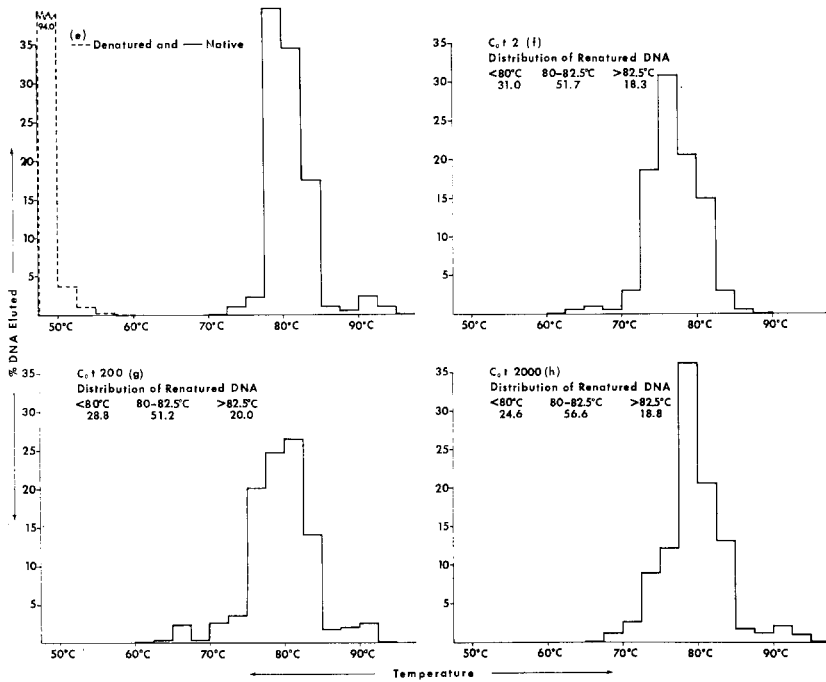 94.0
(e)
Denatured and
Native
35
30
25
20
15
10
5
50°C
60°C
70°C
80°C
90°C
C₀t 2 (f)
Distribution of Renatured DNA
<80°C 80–82.5°C >82.5°C
31.0 51.7 18.3
35
30
25
20
15
10
5
50°C
60°C
70°C
80°C
90°C
% DNA Eluted
C₀t 200 (g)
Distribution of Renatured DNA
<80°C 80–82.5°C >82.5°C
28.8 51.2 20.0
35
30
25
20
15
10
5
50°C
60°C
70°C
80°C
90°C
C₀t 2000 (h)
Distribution of Renatured DNA
<80°C 80–82.5°C >82.5°C
24.6 56.6 18.8
35
30
25
20
15
10
5
50°C
60°C
70°C
80°C
90°C
Temperature